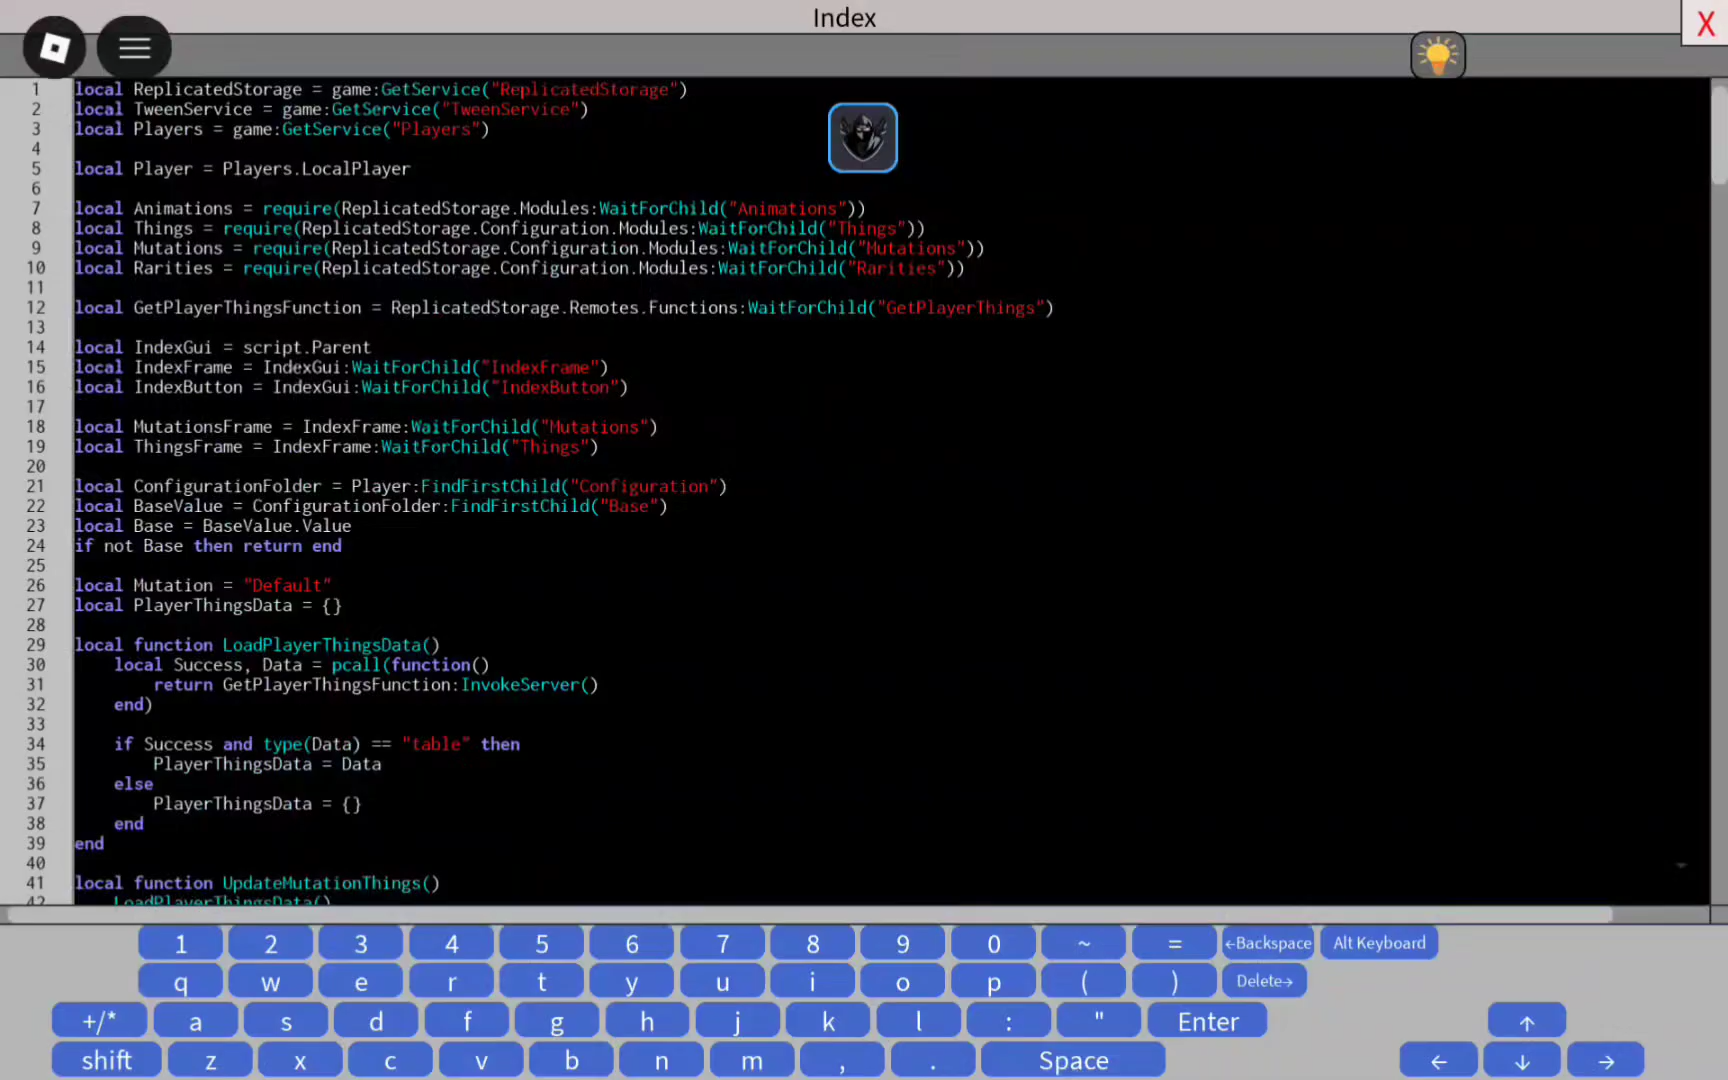 Index
X
1 local ReplicatedStorage = game:GetService("ReplicatedStorage")
2 local TweenService = game:GetService("TweenService")
3 local Players = game:GetService("Players")
4
5 local Player = Players.LocalPlayer
6
7 local Animations = require(ReplicatedStorage.Modules:WaitForChild("Animations"))
8 local Things = require(ReplicatedStorage.Configuration.Modules:WaitForChild("Things"))
9 local Mutations = require(ReplicatedStorage.Configuration.Modules:WaitForChild("Mutations"))
10 local Rarities = require(ReplicatedStorage.Configuration.Modules:WaitForChild("Rarities"))
11
12 local GetPlayerThingsFunction = ReplicatedStorage.Remotes.Functions:WaitForChild("GetPlayerThings")
13
14 local IndexGui = script.Parent
15 local IndexFrame = IndexGui:WaitForChild("IndexFrame")
16 local IndexButton = IndexGui:WaitForChild("IndexButton")
17
18 local MutationsFrame = IndexFrame:WaitForChild("Mutations")
19 local ThingsFrame = IndexFrame:WaitForChild("Things")
20
21 local ConfigurationFolder = Player:FindFirstChild("Configuration")
22 local BaseValue = ConfigurationFolder:FindFirstChild("Base")
23 local Base = BaseValue.Value
24 if not Base then return end
25
26 local Mutation = "Default"
27 local PlayerThingsData = {}
28
29 local function LoadPlayerThingsData()
30 local Success, Data = pcall(function()
31 return GetPlayerThingsFunction:InvokeServer()
32 end)
33
34 if Success and type(Data) == "table" then
35 PlayerThingsData = Data
36 else
37 PlayerThingsData = {}
38 end
39 end
40
41 local function UpdateMutationThings()
42 LoadPlayerThingsData()
1 2 3 4 5 6 7 8 9 0 ~ = ←Backspace Alt Keyboard
q w e r t y u i o p ( ) Delete→
+/* a s d f g h j k l : " Enter ↑
shift z x c v b n m , . Space ← ↓ →